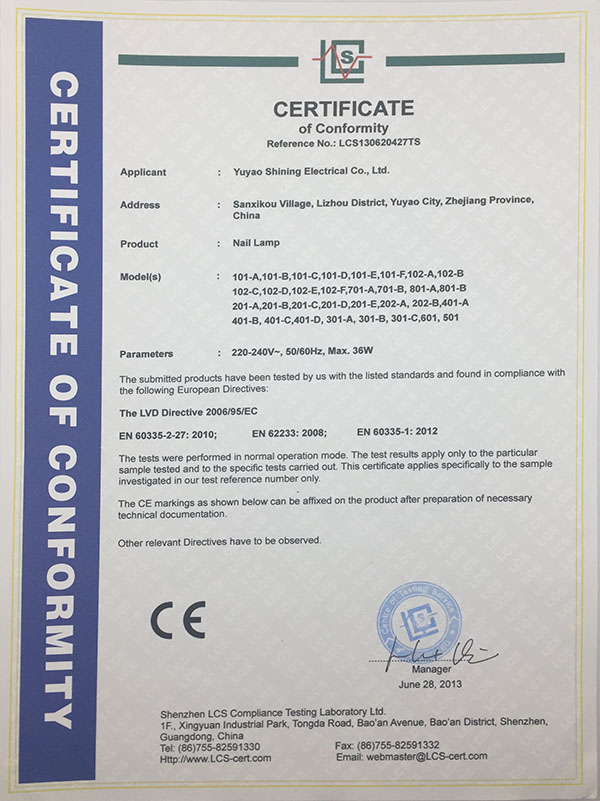 CERTIFICATE OF CONFORMITY
LCS
CERTIFICATE
of Conformity
Reference No.: LCS130620427TS
Applicant : Yuyao Shining Electrical Co., Ltd.
Address : Sanxikou Village, Lizhou District, Yuyao City, Zhejiang Province,
China
Product : Nail Lamp
Model(s) : 101-A,101-B,101-C,101-D,101-E,101-F,102-A,102-B
102-C,102-D,102-E,102-F,701-A,701-B, 801-A,801-B
201-A,201-B,201-C,201-D,201-E,202-A, 202-B,401-A
401-B, 401-C,401-D, 301-A, 301-B, 301-C,601, 501
Parameters : 220-240V~, 50/60Hz, Max. 36W
The submitted products have been tested by us with the listed standards and found in compliance with
the following European Directives:
The LVD Directive 2006/95/EC
EN 60335-2-27: 2010; EN 62233: 2008; EN 60335-1: 2012
The tests were performed in normal operation mode. The test results apply only to the particular
sample tested and to the specific tests carried out. This certificate applies specifically to the sample
investigated in our test reference number only.
The CE markings as shown below can be affixed on the product after preparation of necessary
technical documentation.
Other relevant Directives have to be observed.
CE
Centre of Testing Service
LCS
Manager
June 28, 2013
Shenzhen LCS Compliance Testing Laboratory Ltd.
1F., Xingyuan Industrial Park, Tongda Road, Bao'an Avenue, Bao'an District, Shenzhen,
Guangdong, China
Tel: (86)755-82591330 Fax: (86)755-82591332
Http://www.LCS-cert.com Email: webmaster@LCS-cert.com